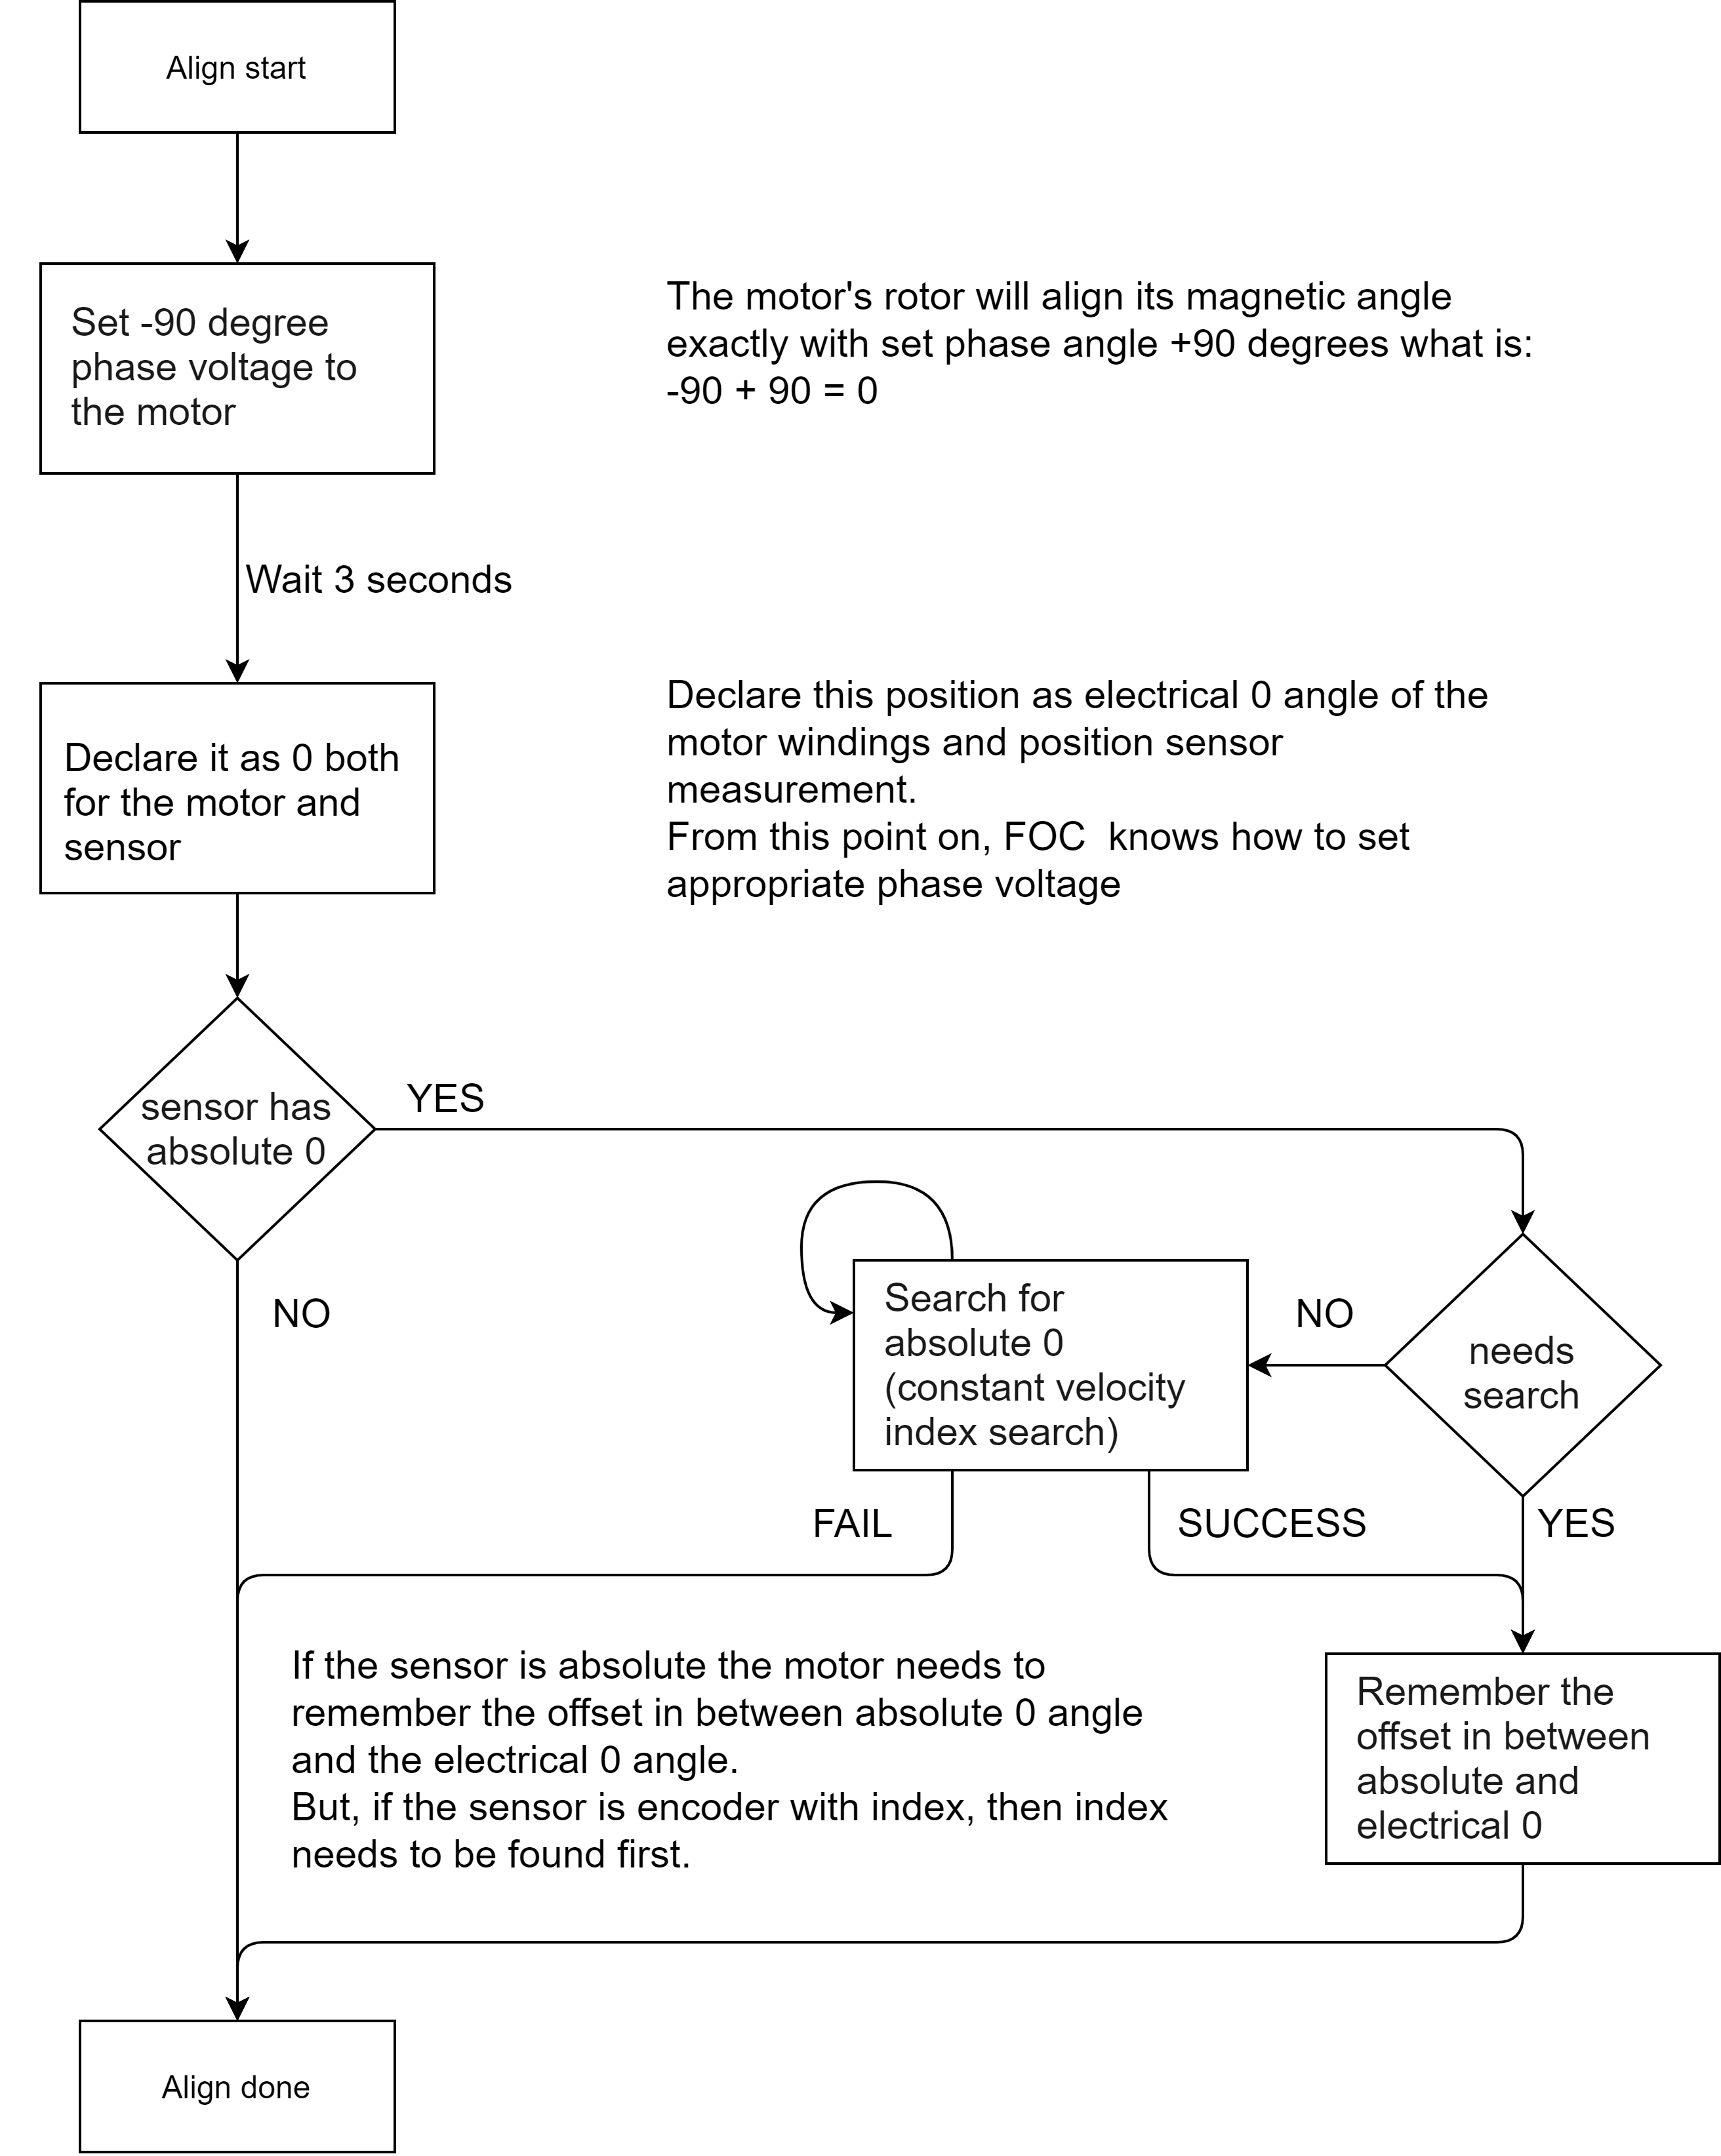 Align start
Set -90 degree
phase voltage to
the motor
The motor's rotor will align its magnetic angle
exactly with set phase angle +90 degrees what is:
-90 + 90 = 0
Wait 3 seconds
Declare it as 0 both
for the motor and
sensor
Declare this position as electrical 0 angle of the
motor windings and position sensor
measurement.
From this point on, FOC  knows how to set
appropriate phase voltage
sensor has
absolute 0
YES
NO
needs
search
NO
YES
Search for
absolute 0
(constant velocity
index search)
FAIL
SUCCESS
If the sensor is absolute the motor needs to
remember the offset in between absolute 0 angle
and the electrical 0 angle.
But, if the sensor is encoder with index, then index
needs to be found first.
Remember the
offset in between
absolute and
electrical 0
Align done